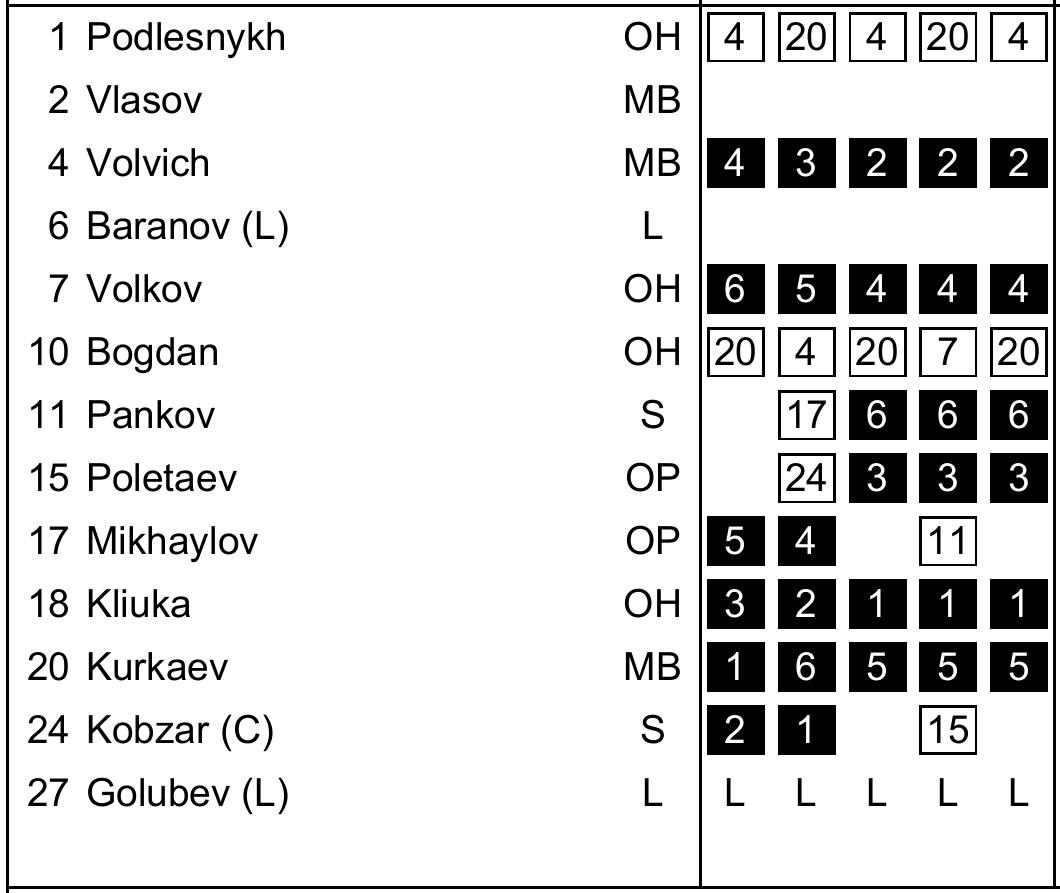 1 Podlesnykh OH 4 20 4 20 4
2 Vlasov MB
4 Volvich MB 4 3 2 2 2
6 Baranov (L) L
7 Volkov OH 6 5 4 4 4
10 Bogdan OH 20 4 20 7 20
11 Pankov S 17 6 6 6
15 Poletaev OP 24 3 3 3
17 Mikhaylov OP 5 4 11
18 Kliuka OH 3 2 1 1 1
20 Kurkaev MB 1 6 5 5 5
24 Kobzar (C) S 2 1 15
27 Golubev (L) L L L L L L